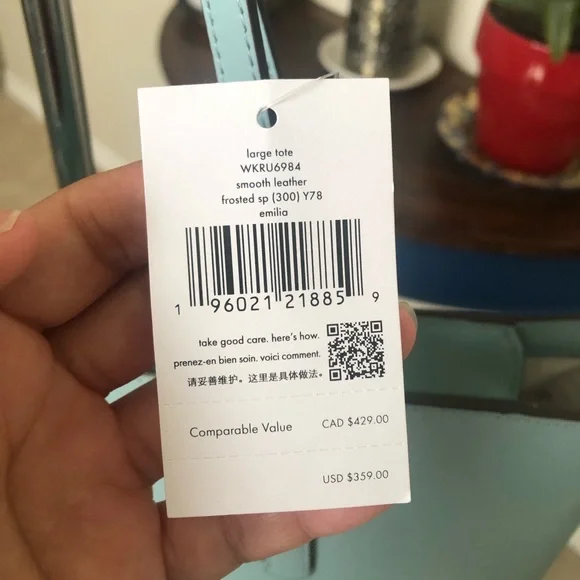 large tote
WKRU6984
smooth leather
frosted sp (300) Y78
emilia
1 96021 21885 9
take good care. here's how.
prenez-en bien soin. voici comment.
请妥善维护。这里是具体做法。
Comparable Value CAD $429.00
USD $359.00